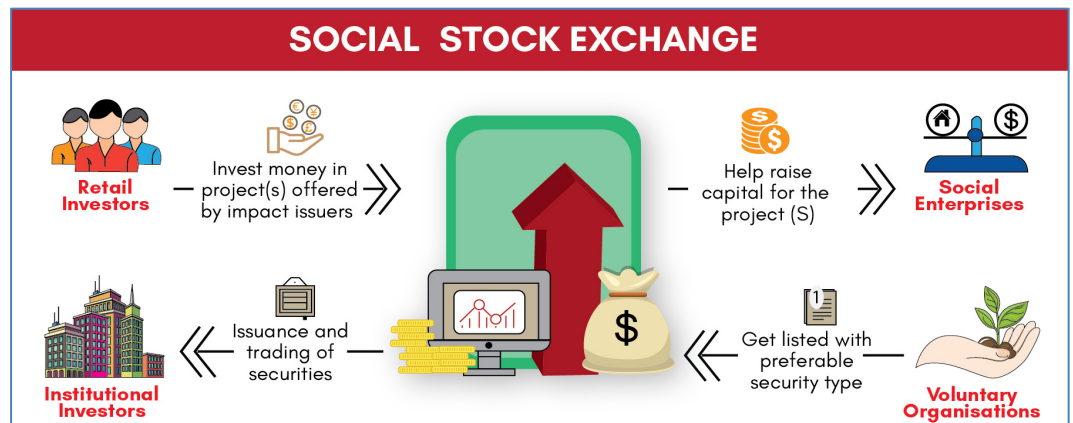 SOCIAL STOCK EXCHANGE
Retail
Investors
Invest money in
project(s) offered
by impact issuers
Help raise
capital for the
project (S)
Social
Enterprises
Institutional
Investors
Issuance and
trading of
securities
$
1
Get listed with
preferable
security type
Voluntary
Organisations